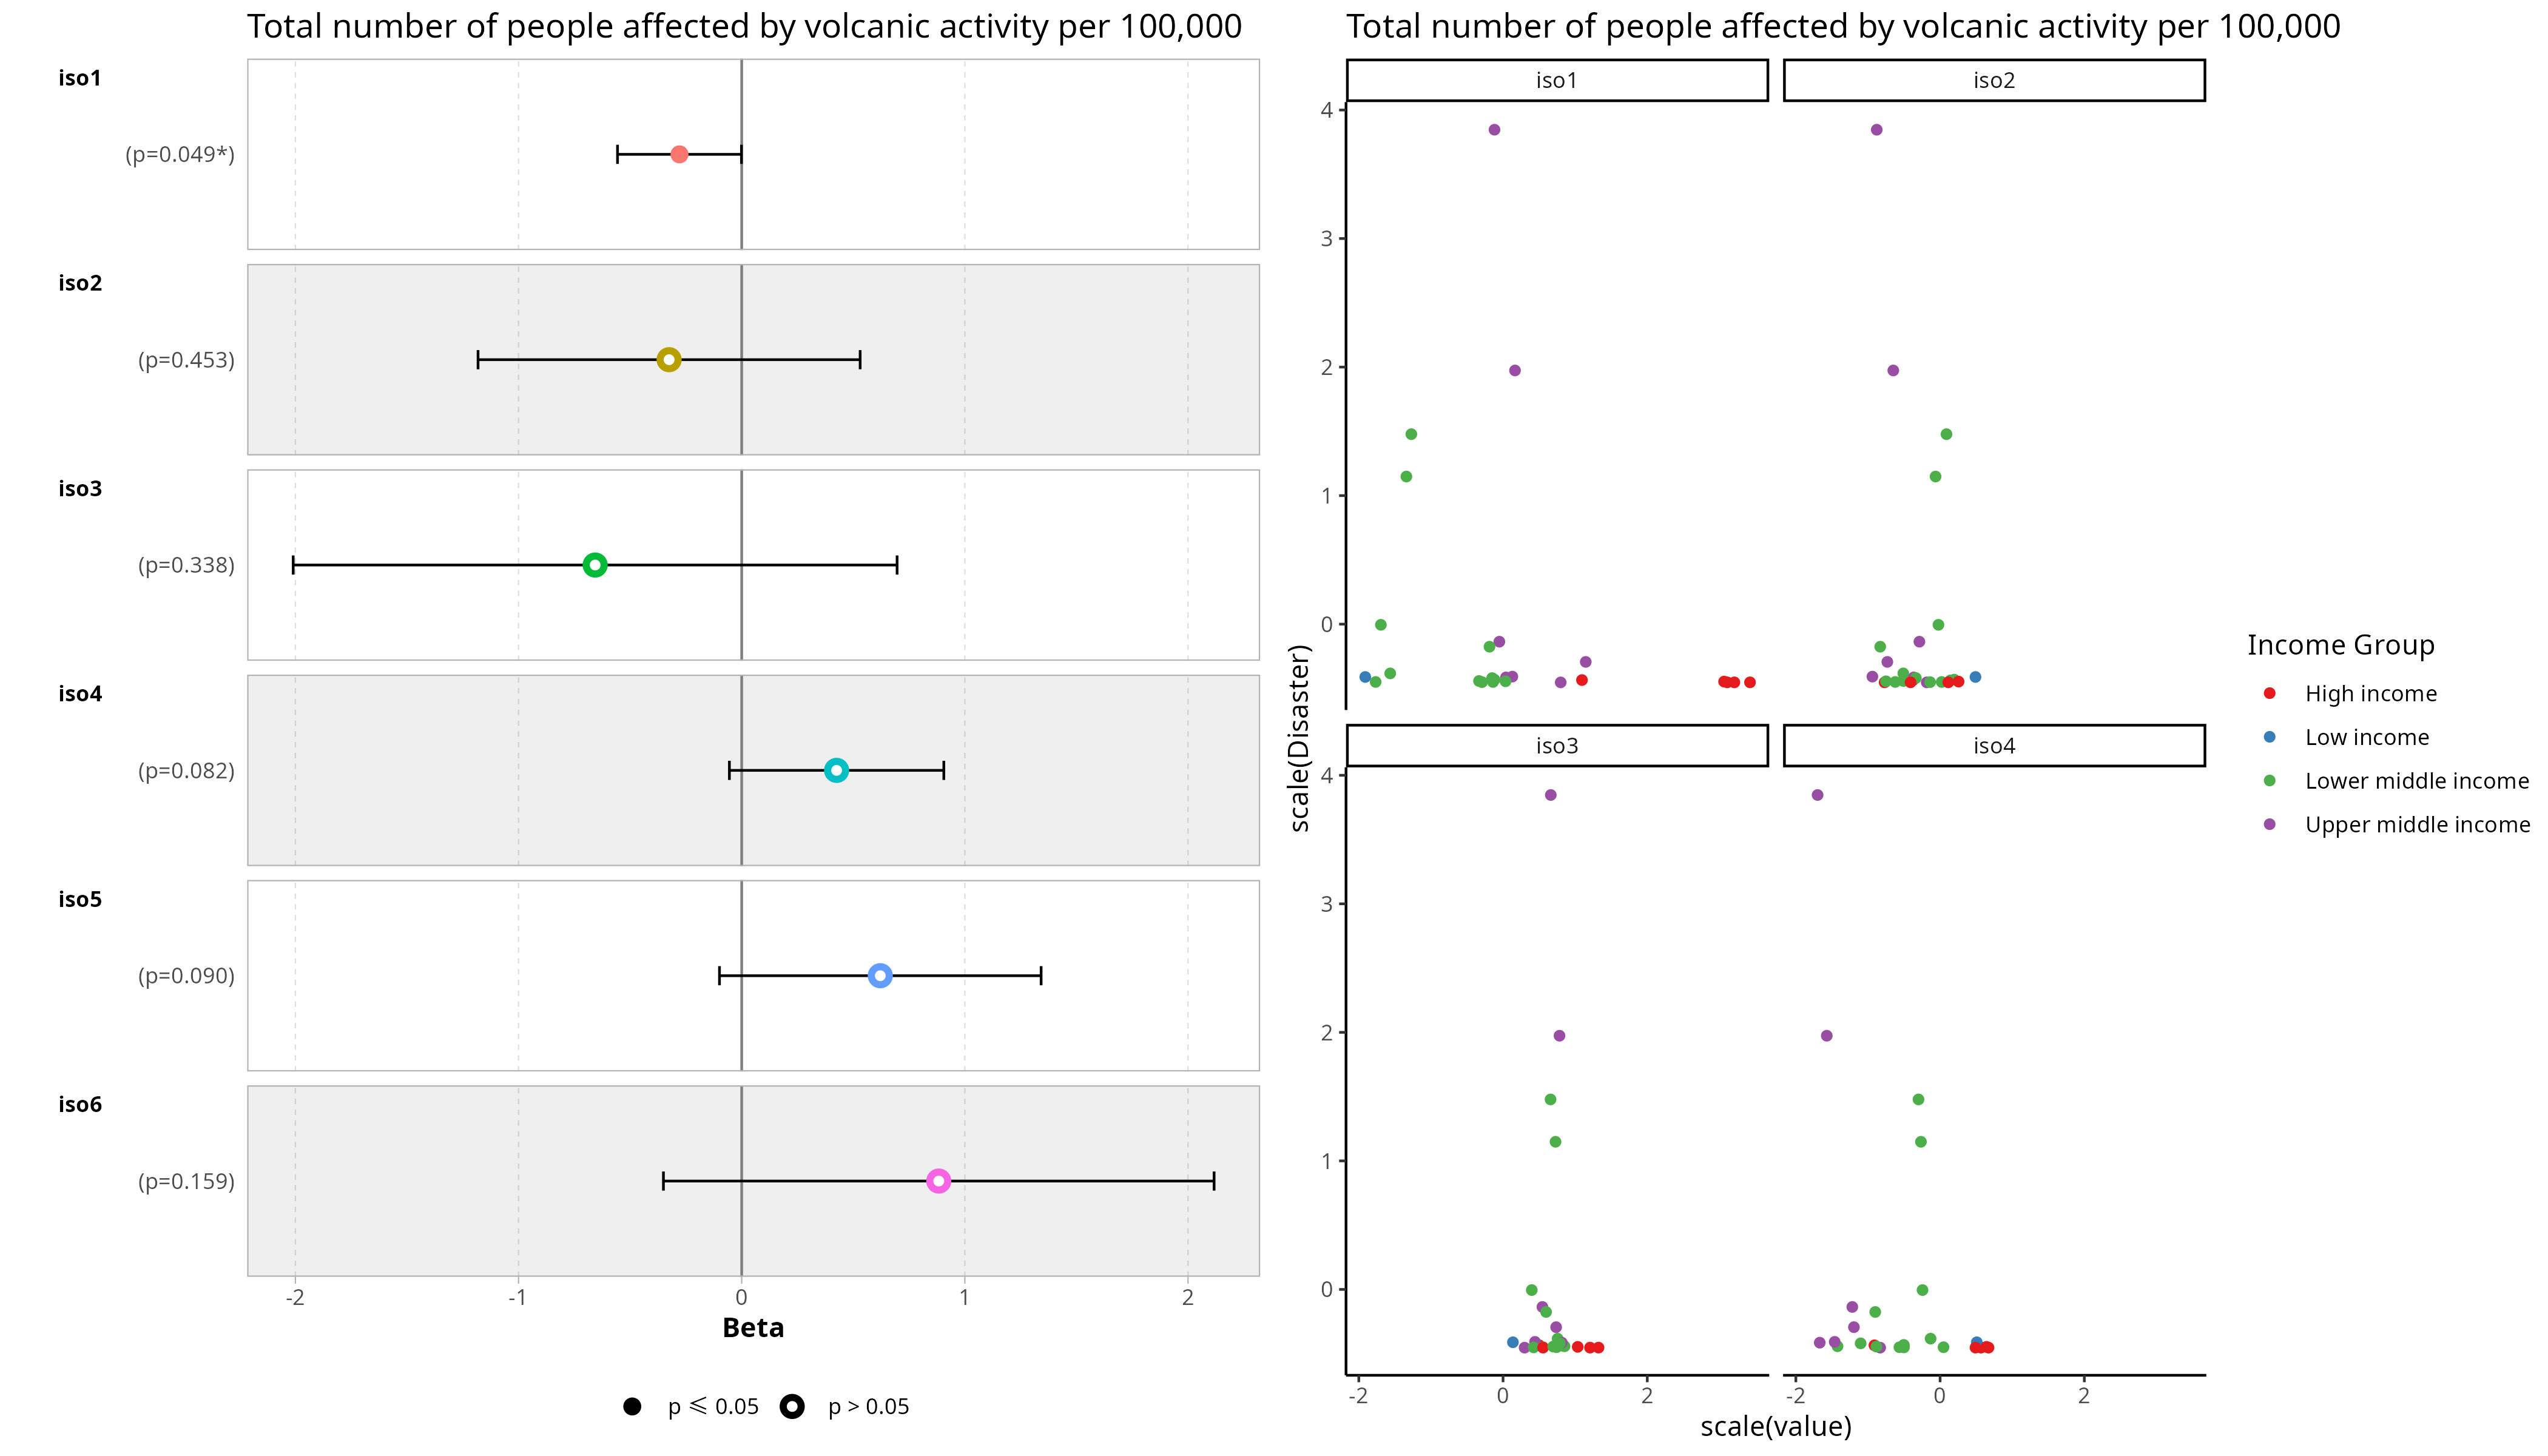 Total number of people affected by volcanic activity per 100,000
iso1
(p=0.049*)
iso2
(p=0.453)
iso3
(p=0.338)
iso4
(p=0.082)
iso5
(p=0.090)
iso6
(p=0.159)
-2 -1 0 1 2
Beta
p ⩽ 0.05 p > 0.05
Total number of people affected by volcanic activity per 100,000
iso1 iso2
4
3
2
1
0
iso3 iso4
4
3
2
1
0
-2 0 2 -2 0 2
scale(value)
scale(Disaster)
Income Group
High income
Low income
Lower middle income
Upper middle income